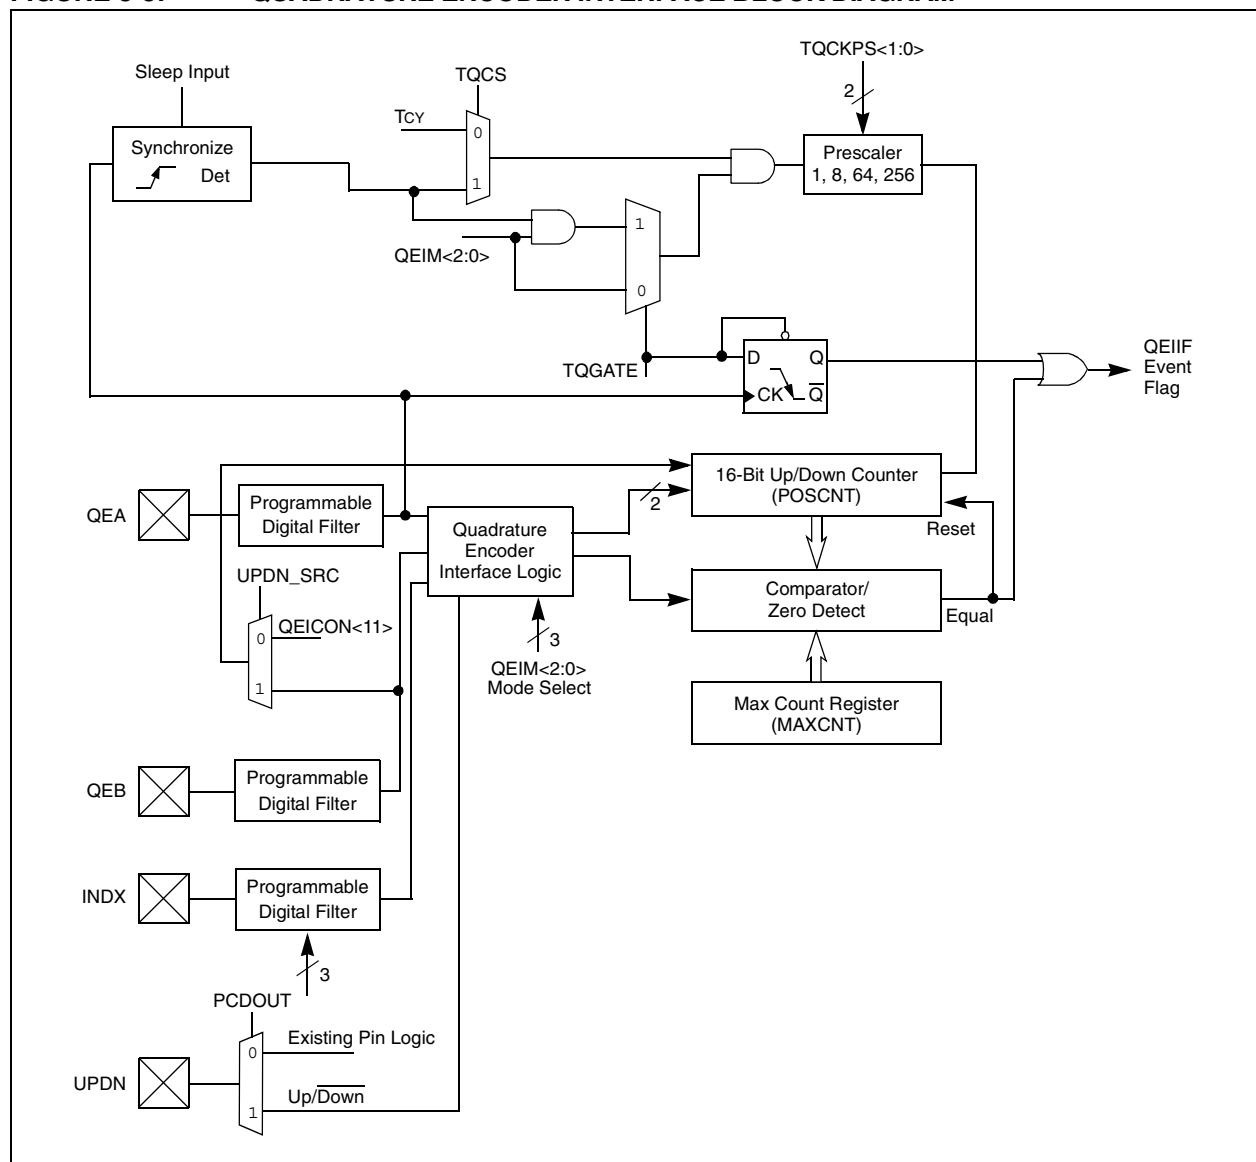 TQCKPS<1:0>
Sleep Input
TQCS
2
TCY
0
Synchronize
Det
Prescaler
1, 8, 64, 256
1
1
QEIM<2:0>
0
QEIIF
Event
Flag
D
Q
TQGATE
CK
Q
16-Bit Up/Down Counter
(POSCNT)
QEA
Programmable
Digital Filter
2
Quadrature
Encoder
Interface Logic
Reset
UPDN_SRC
Comparator/
Zero Detect
Equal
0
QEICON<11>
3
QEIM<2:0>
Mode Select
1
Max Count Register
(MAXCNT)
QEB
Programmable
Digital Filter
INDX
Programmable
Digital Filter
3
PCDOUT
0
Existing Pin Logic
UPDN
Up/Down
1